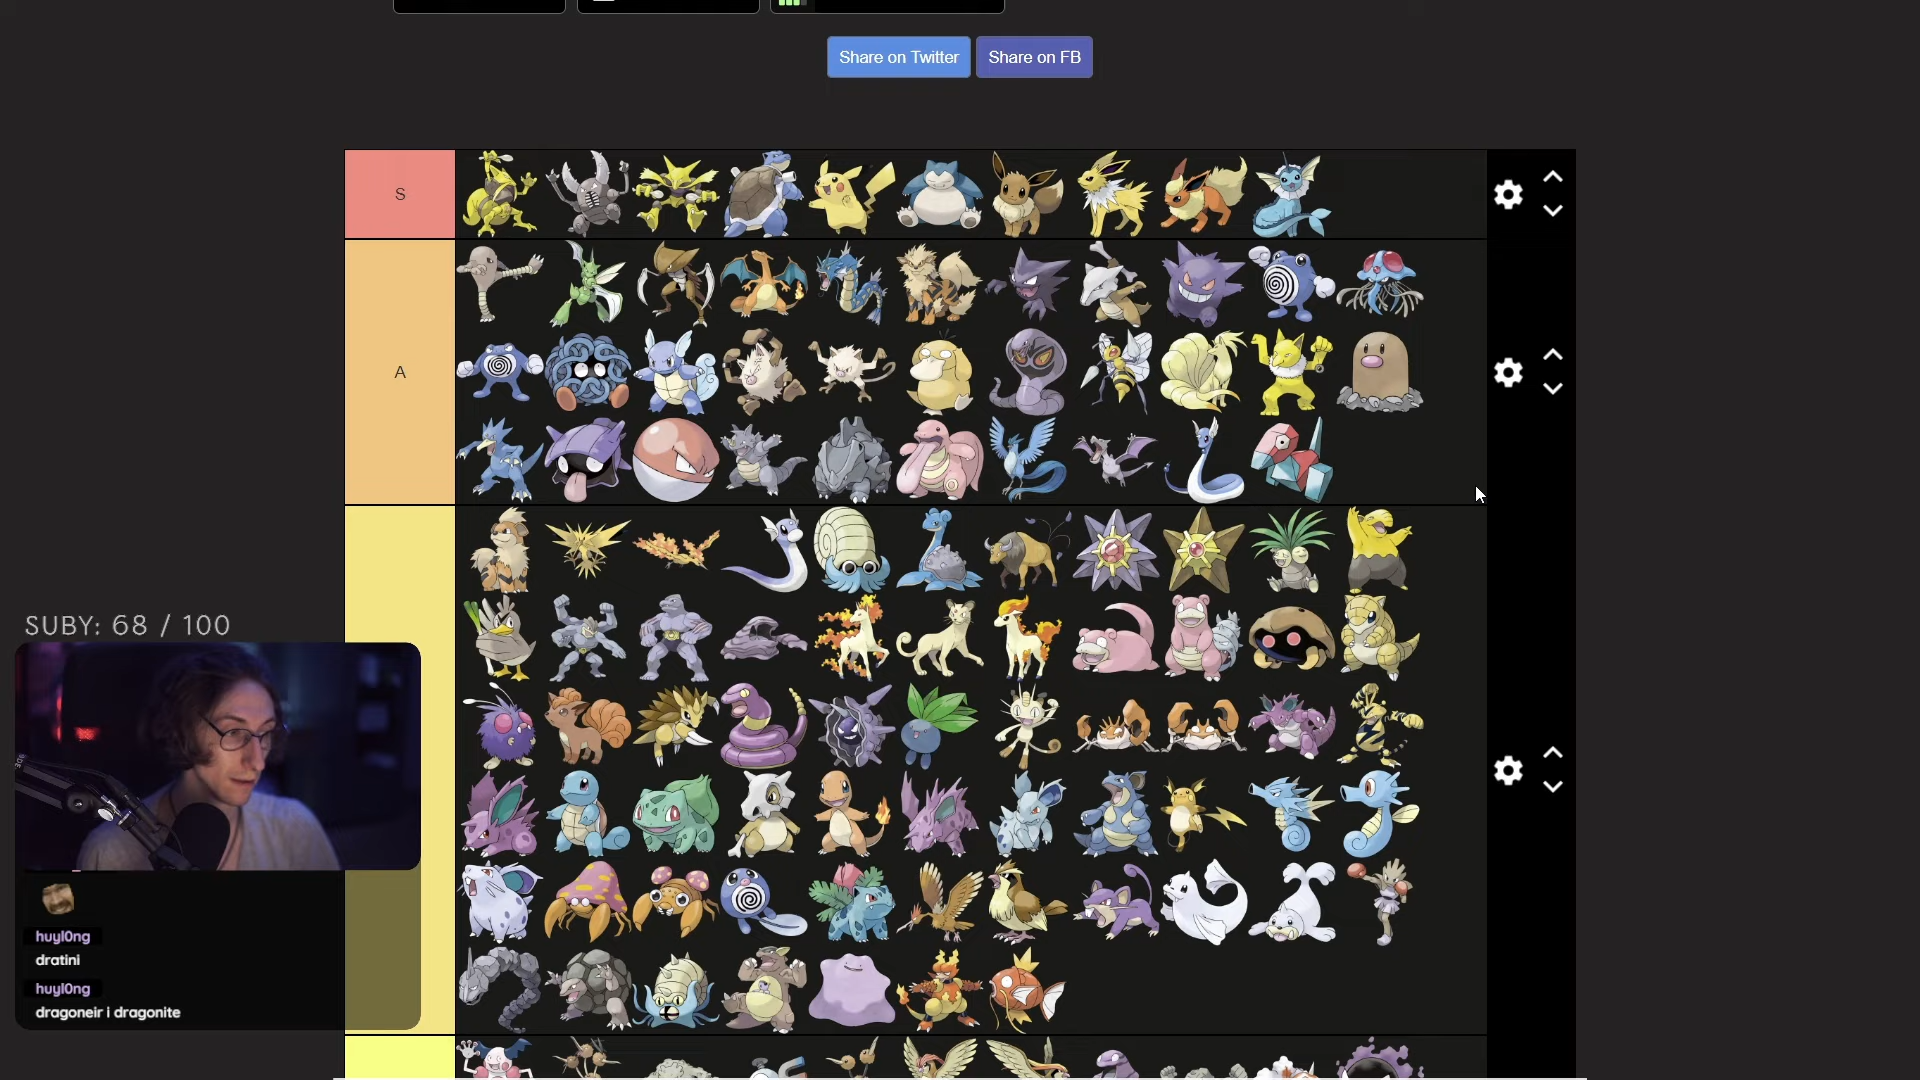 Share on Twitter
Share on FB
S
A
SUBY: 68 / 100
huyl0ng
dratini
huyl0ng
dragoneir i dragonite